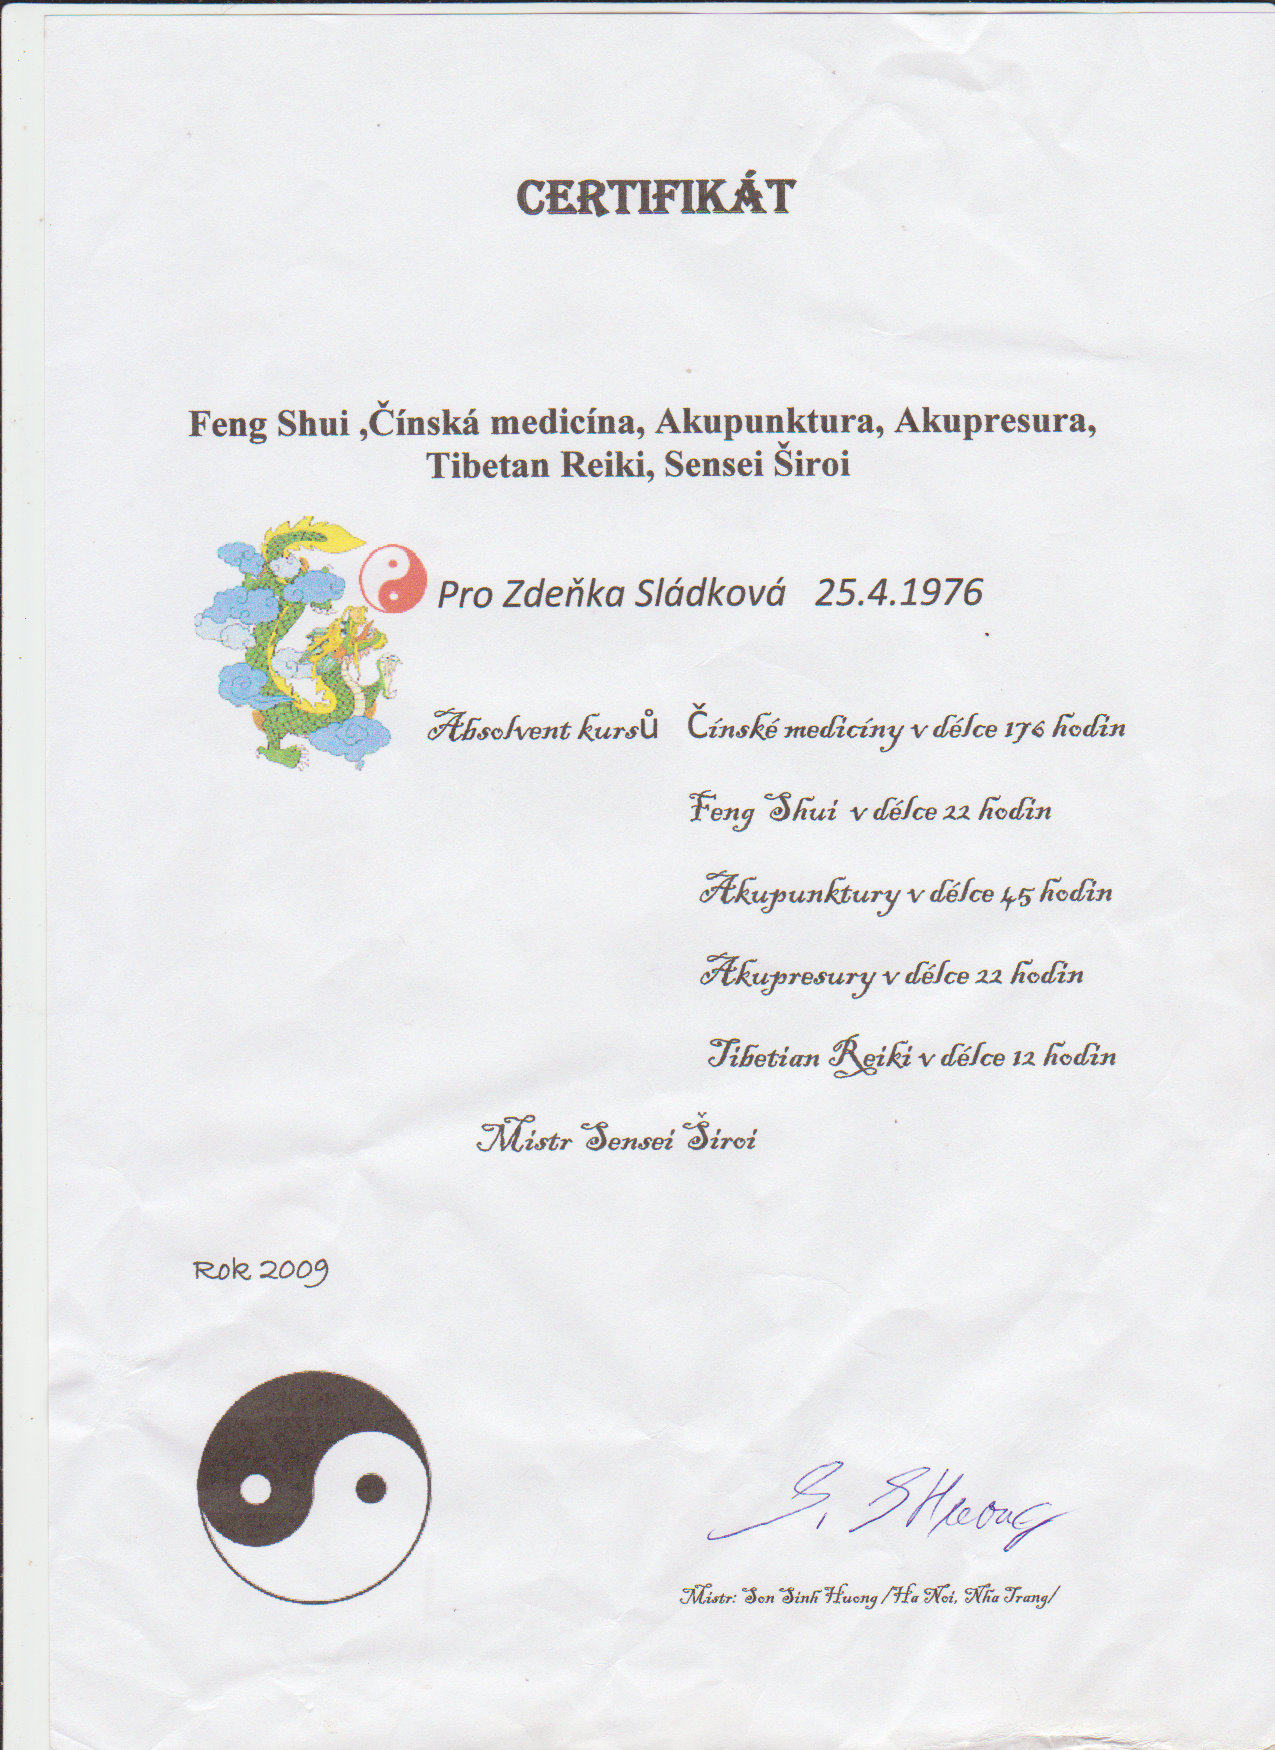 CERTIFIKÁT
Feng Shui ,Čínská medicína, Akupunktura, Akupresura,
Tibetan Reiki, Sensei Široi
Pro Zdeňka Sládková 25.4.1976
Absolvent kursů Čínské medicíny v délce 176 hodin
Feng Shui v délce 22 hodin
Akupunktury v délce 45 hodin
Akupresury v délce 22 hodin
Tibetian Reiki v délce 12 hodin
Mistr Sensei Široi
Rok 2009
S. SHuong
Mistr: Son Sinh Huong /Ha Noi, Nha Trang/